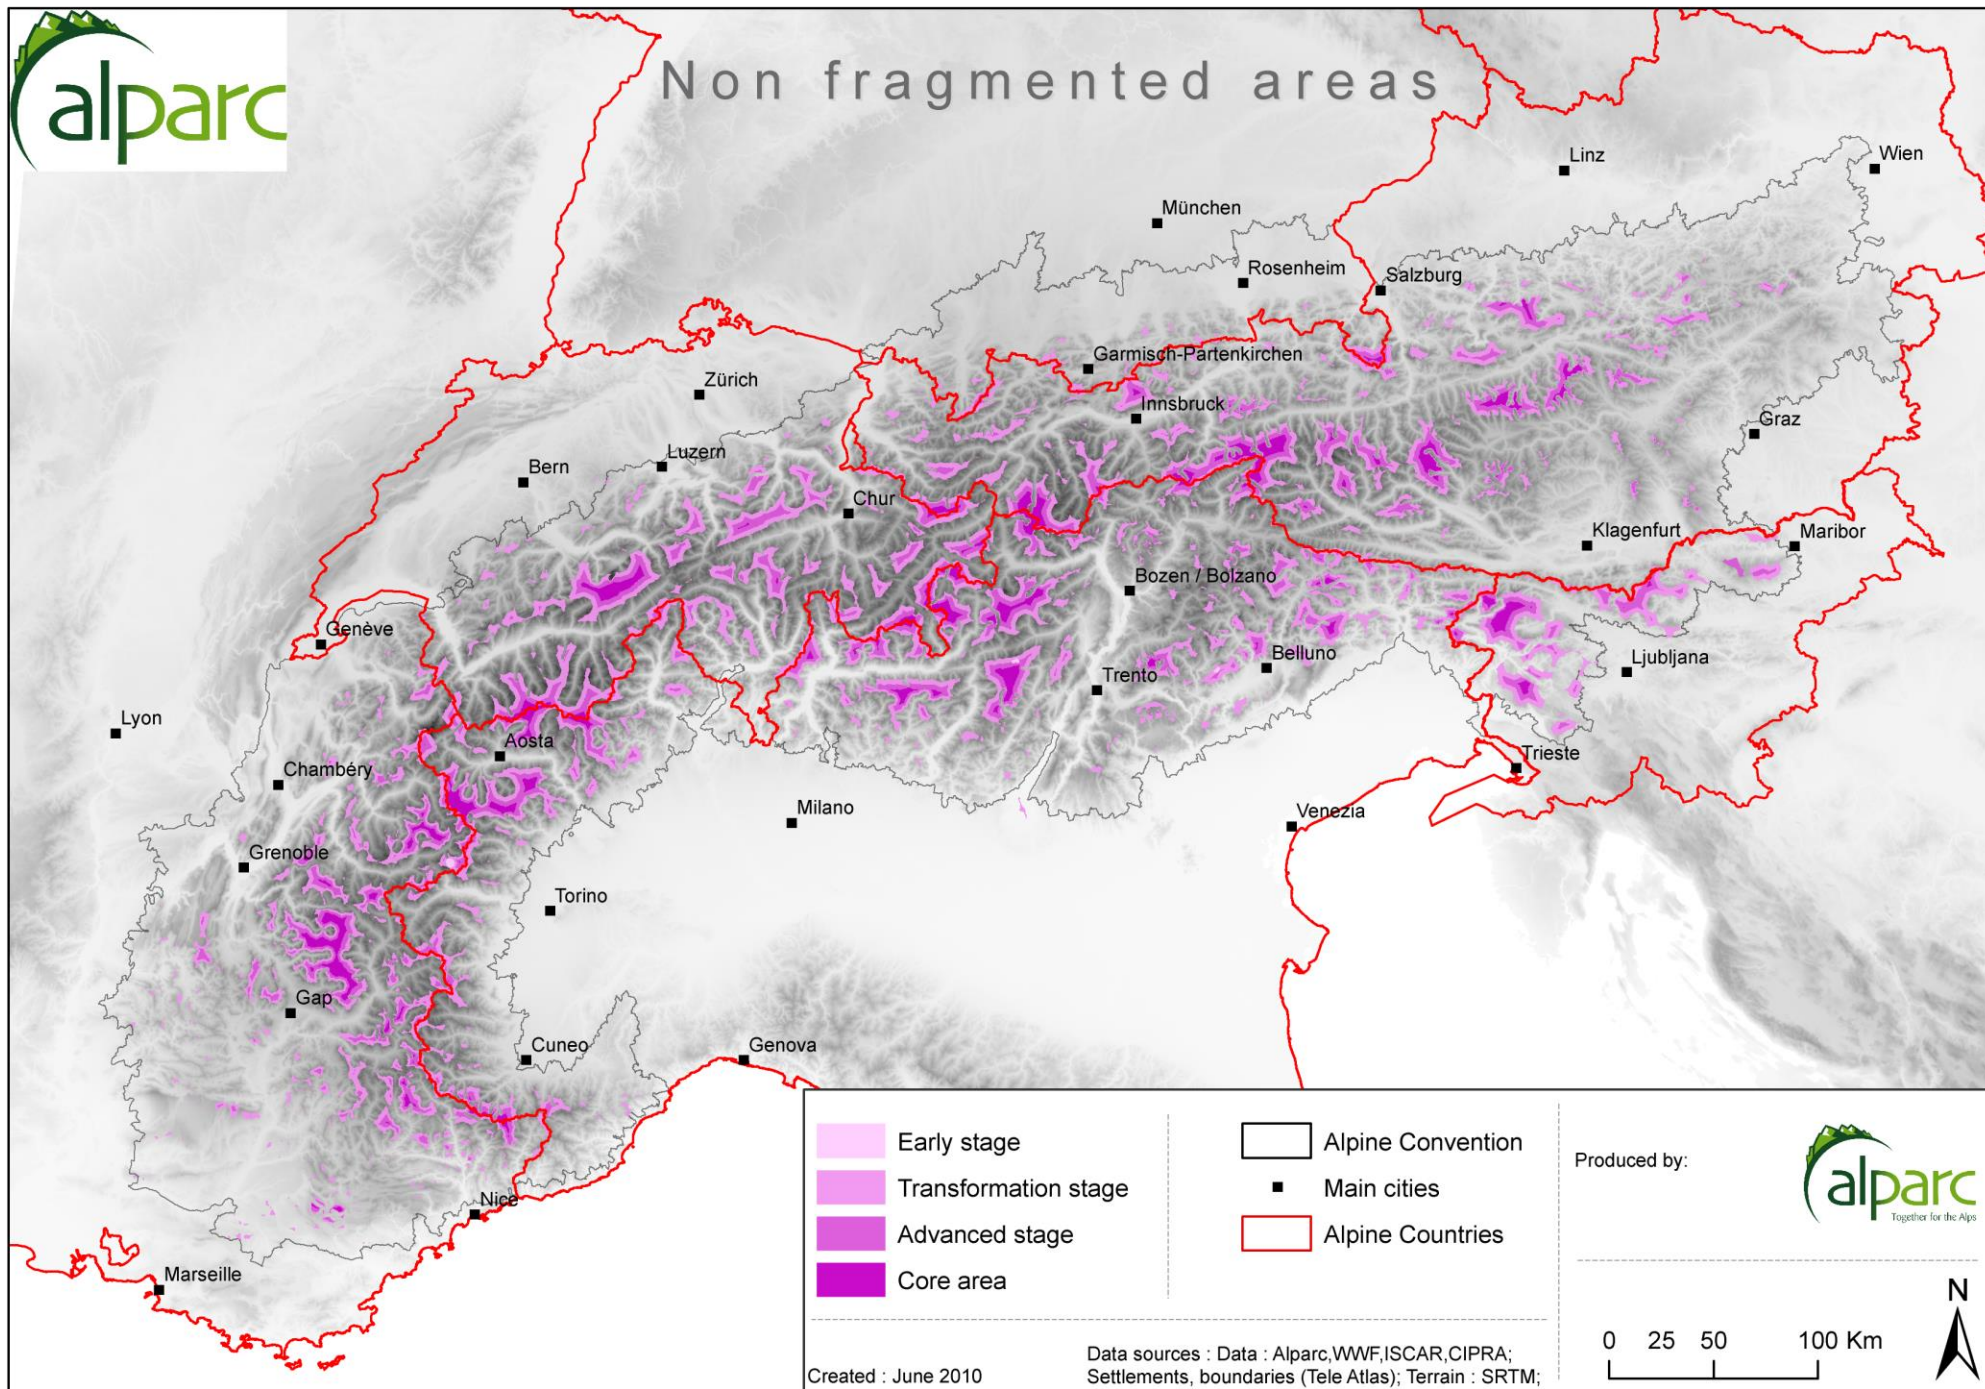 alparc
Non fragmented areas
Linz
Wien
München
Rosenheim
Salzburg
Garmisch-Partenkirchen
Zürich
Innsbruck
Graz
Luzern
Bern
Chur
Klagenfurt
Maribor
Bozen / Bolzano
Genève
Belluno
Ljubljana
Trento
Lyon
Aosta
Trieste
Chambéry
Milano
Venezia
Grenoble
Torino
Gap
Cuneo
Genova
Nice
Marseille
Early stage
Transformation stage
Advanced stage
Core area
Alpine Convention
Main cities
Alpine Countries
Produced by:
alparc
Together for the Alps
N
0 25 50 100 Km
Created : June 2010
Data sources : Data : Alparc,WWF,ISCAR,CIPRA;
Settlements, boundaries (Tele Atlas); Terrain : SRTM;